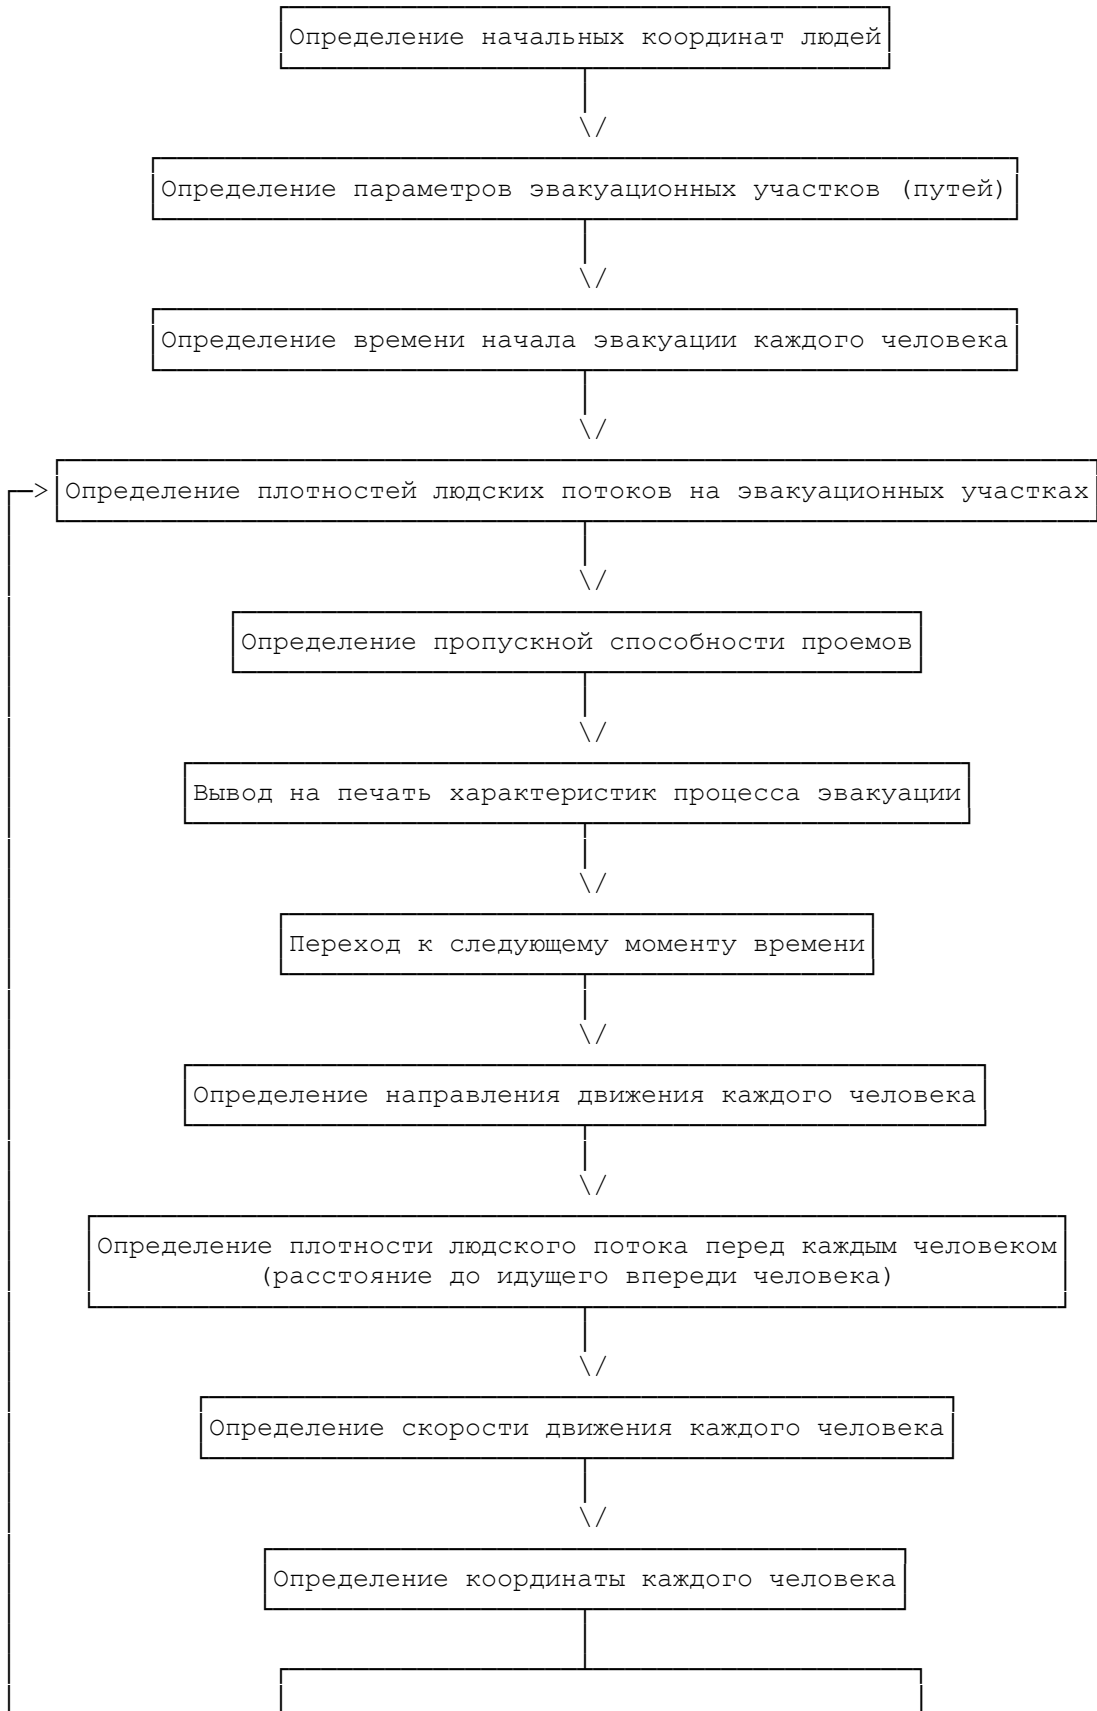 Определение начальных координат людей
Определение параметров эвакуационных участков (путей)
Определение времени начала эвакуации каждого человека
Определение плотностей людских потоков на эвакуационных участках
Определение пропускной способности проемов
Вывод на печать характеристик процесса эвакуации
Переход к следующему моменту времени
Определение направления движения каждого человека
Определение плотности людского потока перед каждым человеком
(расстояние до идущего впереди человека)
Определение скорости движения каждого человека
Определение координаты каждого человека